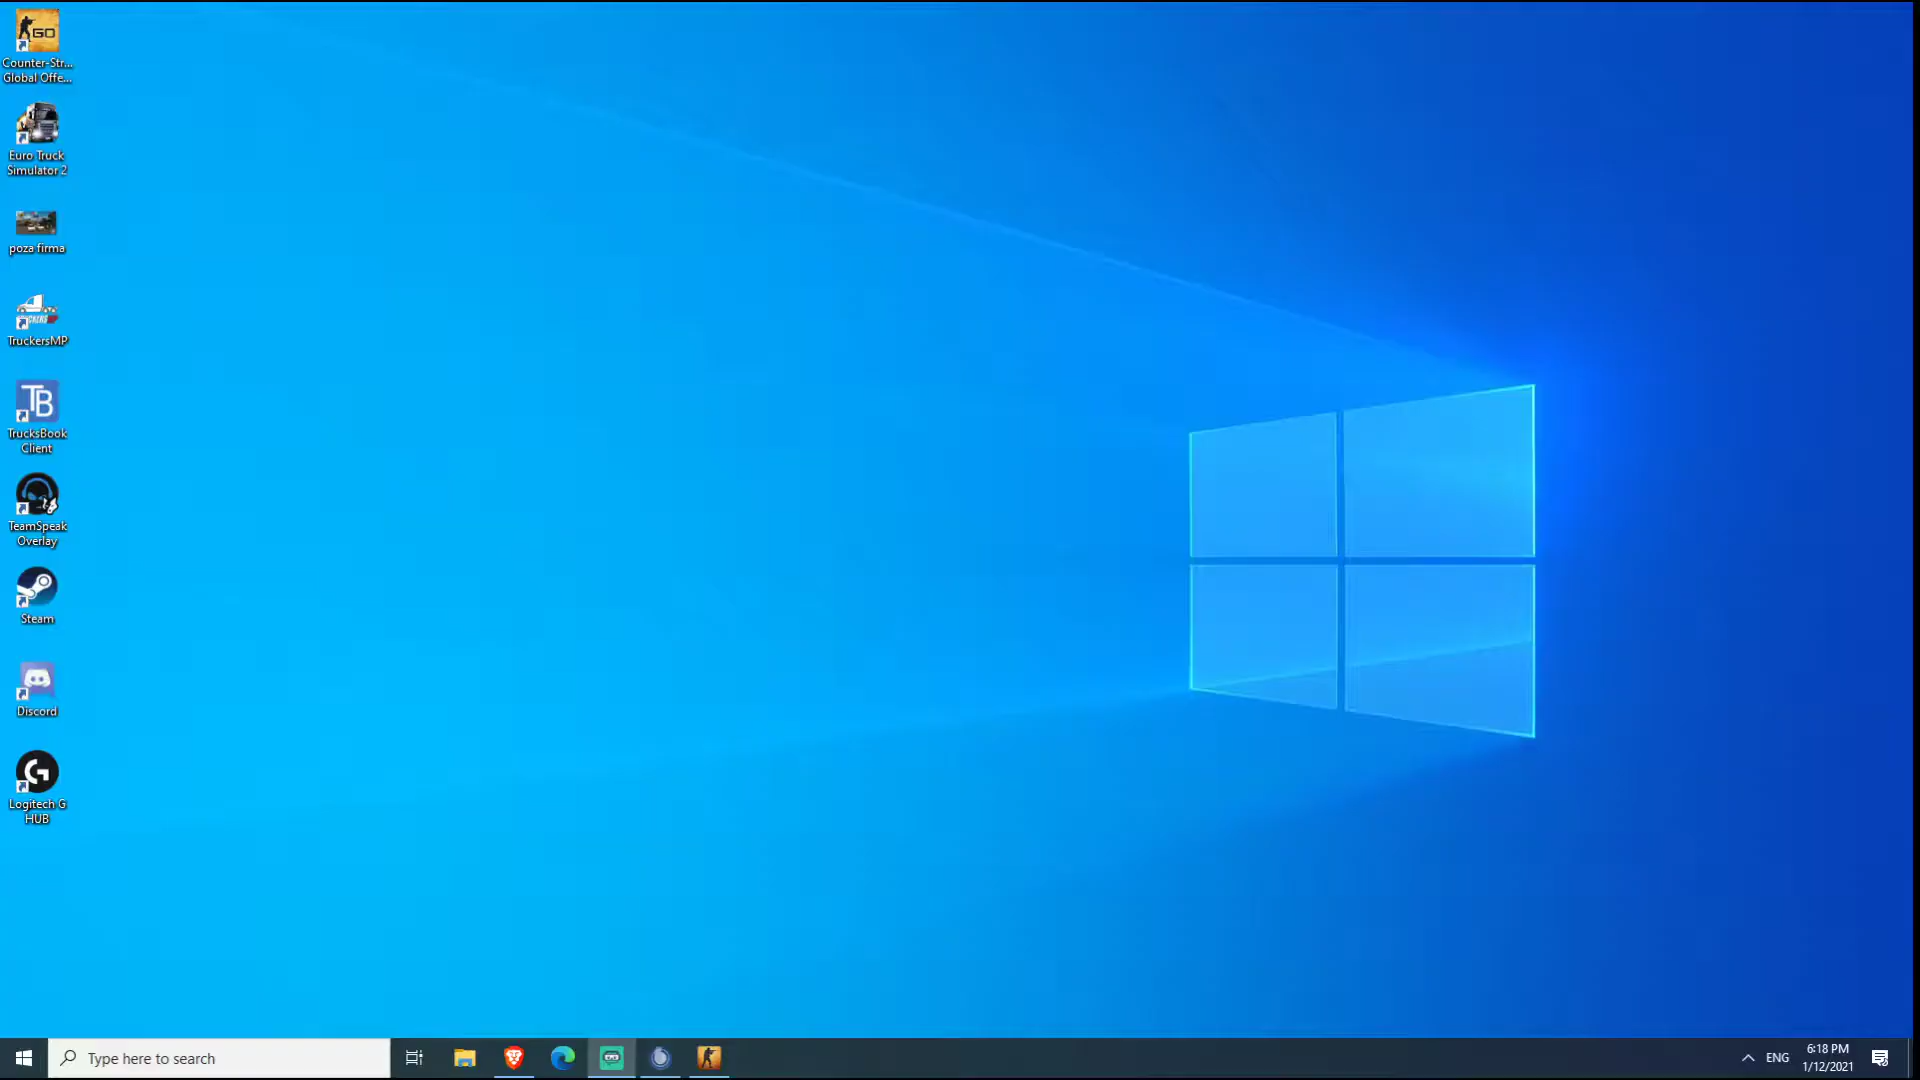 GO
Counter-Str...
Global Offe...
Euro Truck
Simulator 2
poza firma
TruckersMP
TB
TrucksBook
Client
TeamSpeak
Overlay
Steam
Discord
Logitech G
HUB
Type here to search
ENG
6:18 PM
1/12/2021